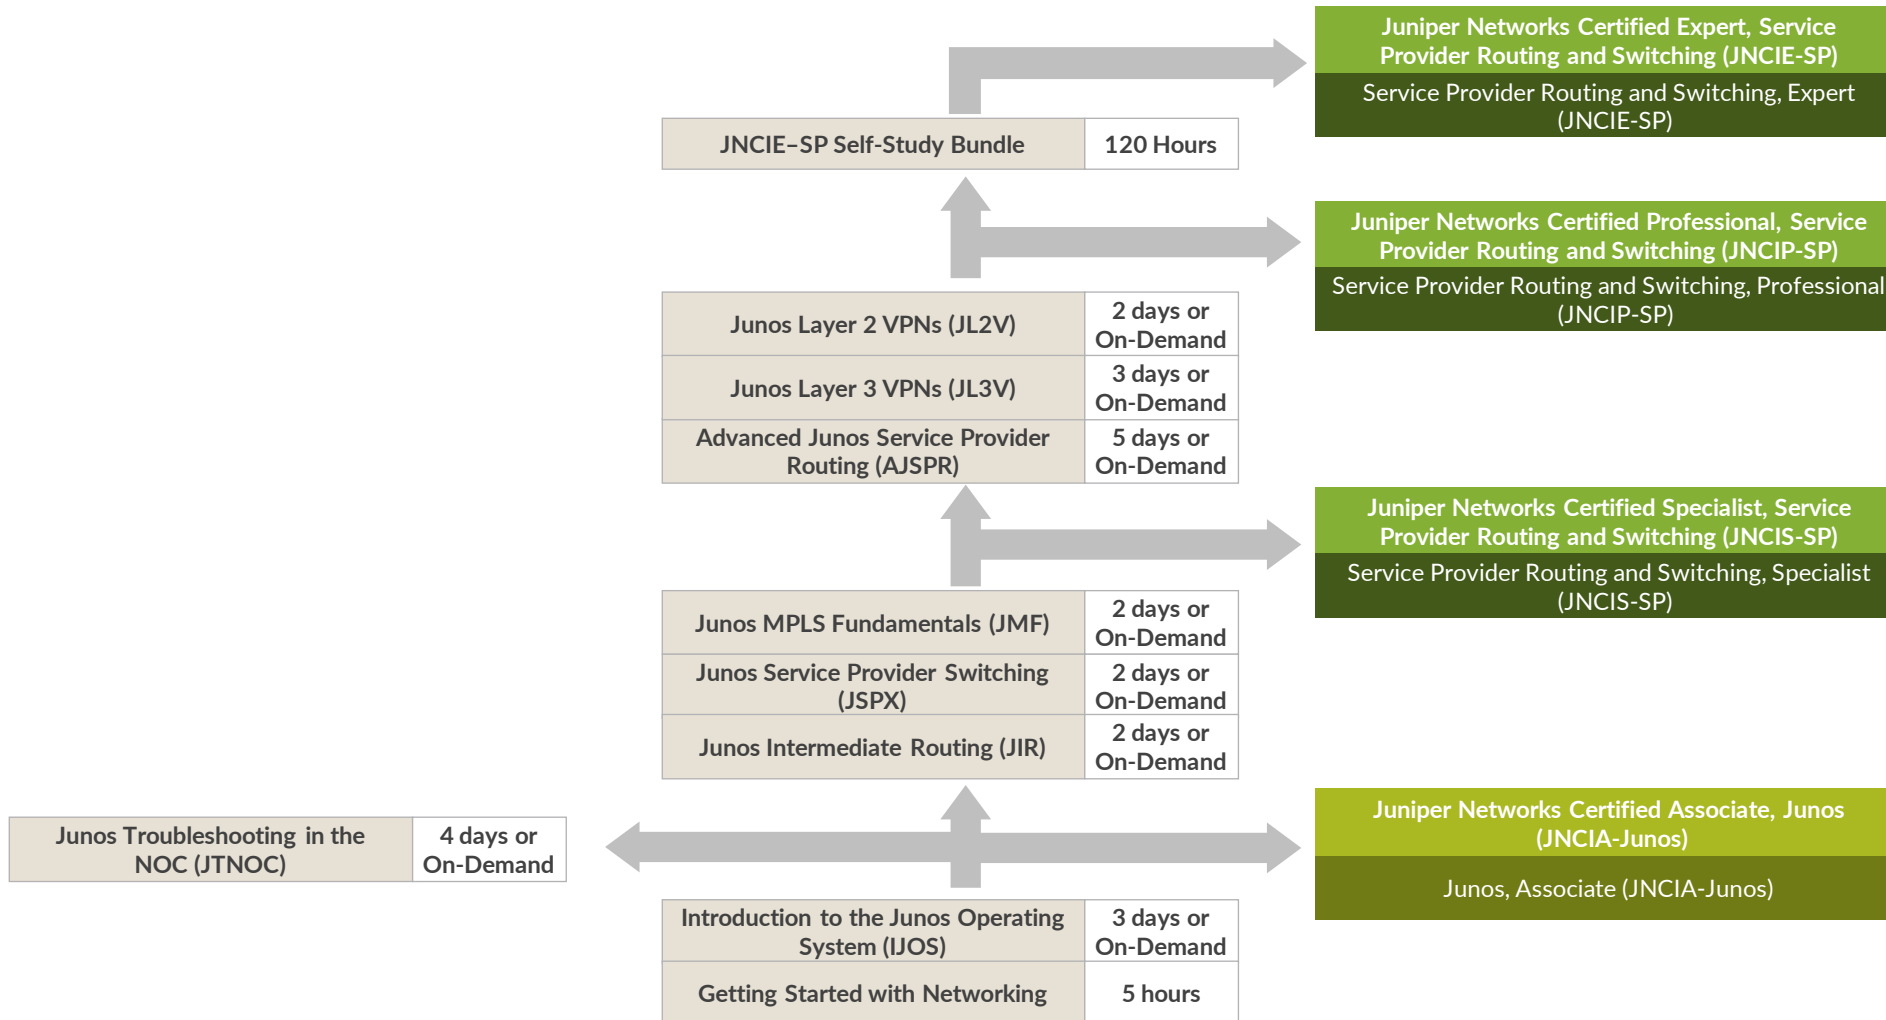 Juniper Networks Certified Expert, Service
Provider Routing and Switching (JNCIE-SP)
Service Provider Routing and Switching, Expert
(JNCIE-SP)
JNCIE–SP Self-Study Bundle
120 Hours
Juniper Networks Certified Professional, Service
Provider Routing and Switching (JNCIP-SP)
Service Provider Routing and Switching, Professional
(JNCIP-SP)
Junos Layer 2 VPNs (JL2V)
2 days or
On-Demand
Junos Layer 3 VPNs (JL3V)
3 days or
On-Demand
Advanced Junos Service Provider
Routing (AJSPR)
5 days or
On-Demand
Juniper Networks Certified Specialist, Service
Provider Routing and Switching (JNCIS-SP)
Service Provider Routing and Switching, Specialist
(JNCIS-SP)
Junos MPLS Fundamentals (JMF)
2 days or
On-Demand
Junos Service Provider Switching
(JSPX)
2 days or
On-Demand
Junos Intermediate Routing (JIR)
2 days or
On-Demand
Junos Troubleshooting in the
NOC (JTNOC)
4 days or
On-Demand
Juniper Networks Certified Associate, Junos
(JNCIA-Junos)
Junos, Associate (JNCIA-Junos)
Introduction to the Junos Operating
System (IJOS)
3 days or
On-Demand
Getting Started with Networking
5 hours